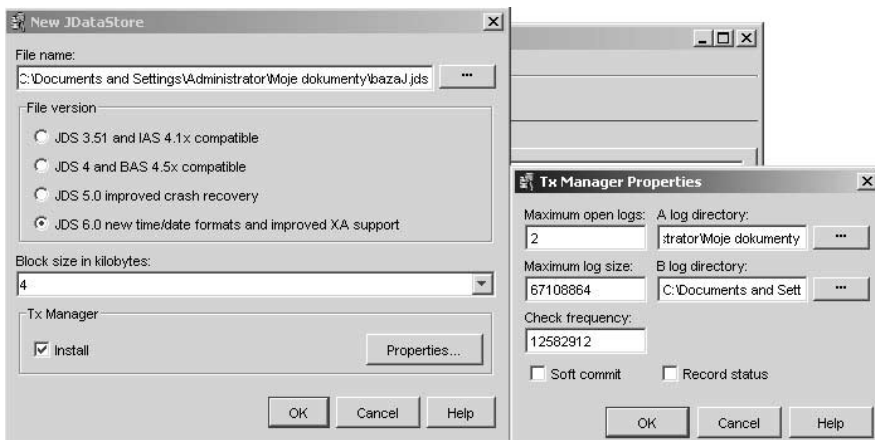 New JDataStore
File name:
C:\Documents and Settings\Administrator\Moje dokumenty\bazaJ.jds
...
File version
JDS 3.51 and IAS 4.1x compatible
JDS 4 and BAS 4.5x compatible
JDS 5.0 improved crash recovery
JDS 6.0 new time/date formats and improved XA support
Block size in kilobytes:
4
Tx Manager
Install
Properties...
OK Cancel Help
Tx Manager Properties
Maximum open logs: A log directory:
2 :trator\Moje dokumenty ...
Maximum log size: B log directory:
67108864 C:\Documents and Sett ...
Check frequency:
12582912
Soft commit Record status
OK Cancel Help